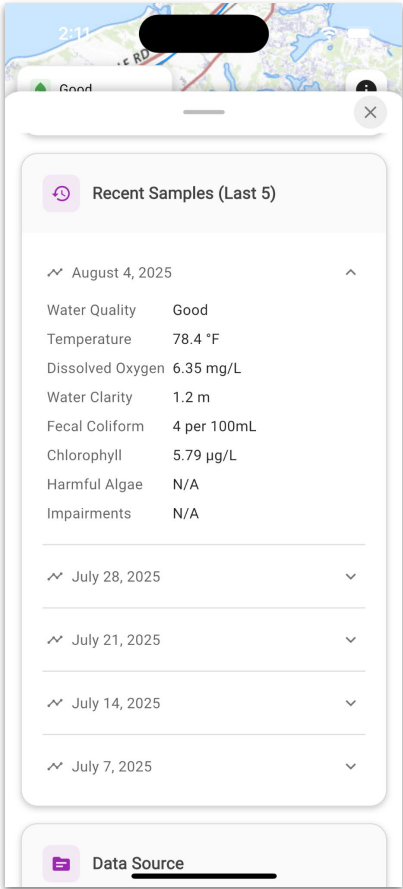 2:11
LE RD
Good
Recent Samples (Last 5)
August 4, 2025
Water Quality Good
Temperature 78.4 °F
Dissolved Oxygen 6.35 mg/L
Water Clarity 1.2 m
Fecal Coliform 4 per 100mL
Chlorophyll 5.79 µg/L
Harmful Algae N/A
Impairments N/A
July 28, 2025
July 21, 2025
July 14, 2025
July 7, 2025
Data Source